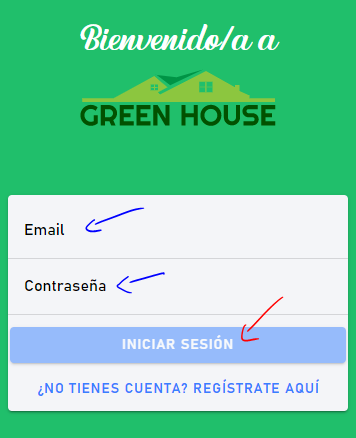 Bienvenido/a a
GREEN HOUSE
Email
Contraseña
INICIAR SESIÓN
¿NO TIENES CUENTA? REGÍSTRATE AQUÍ